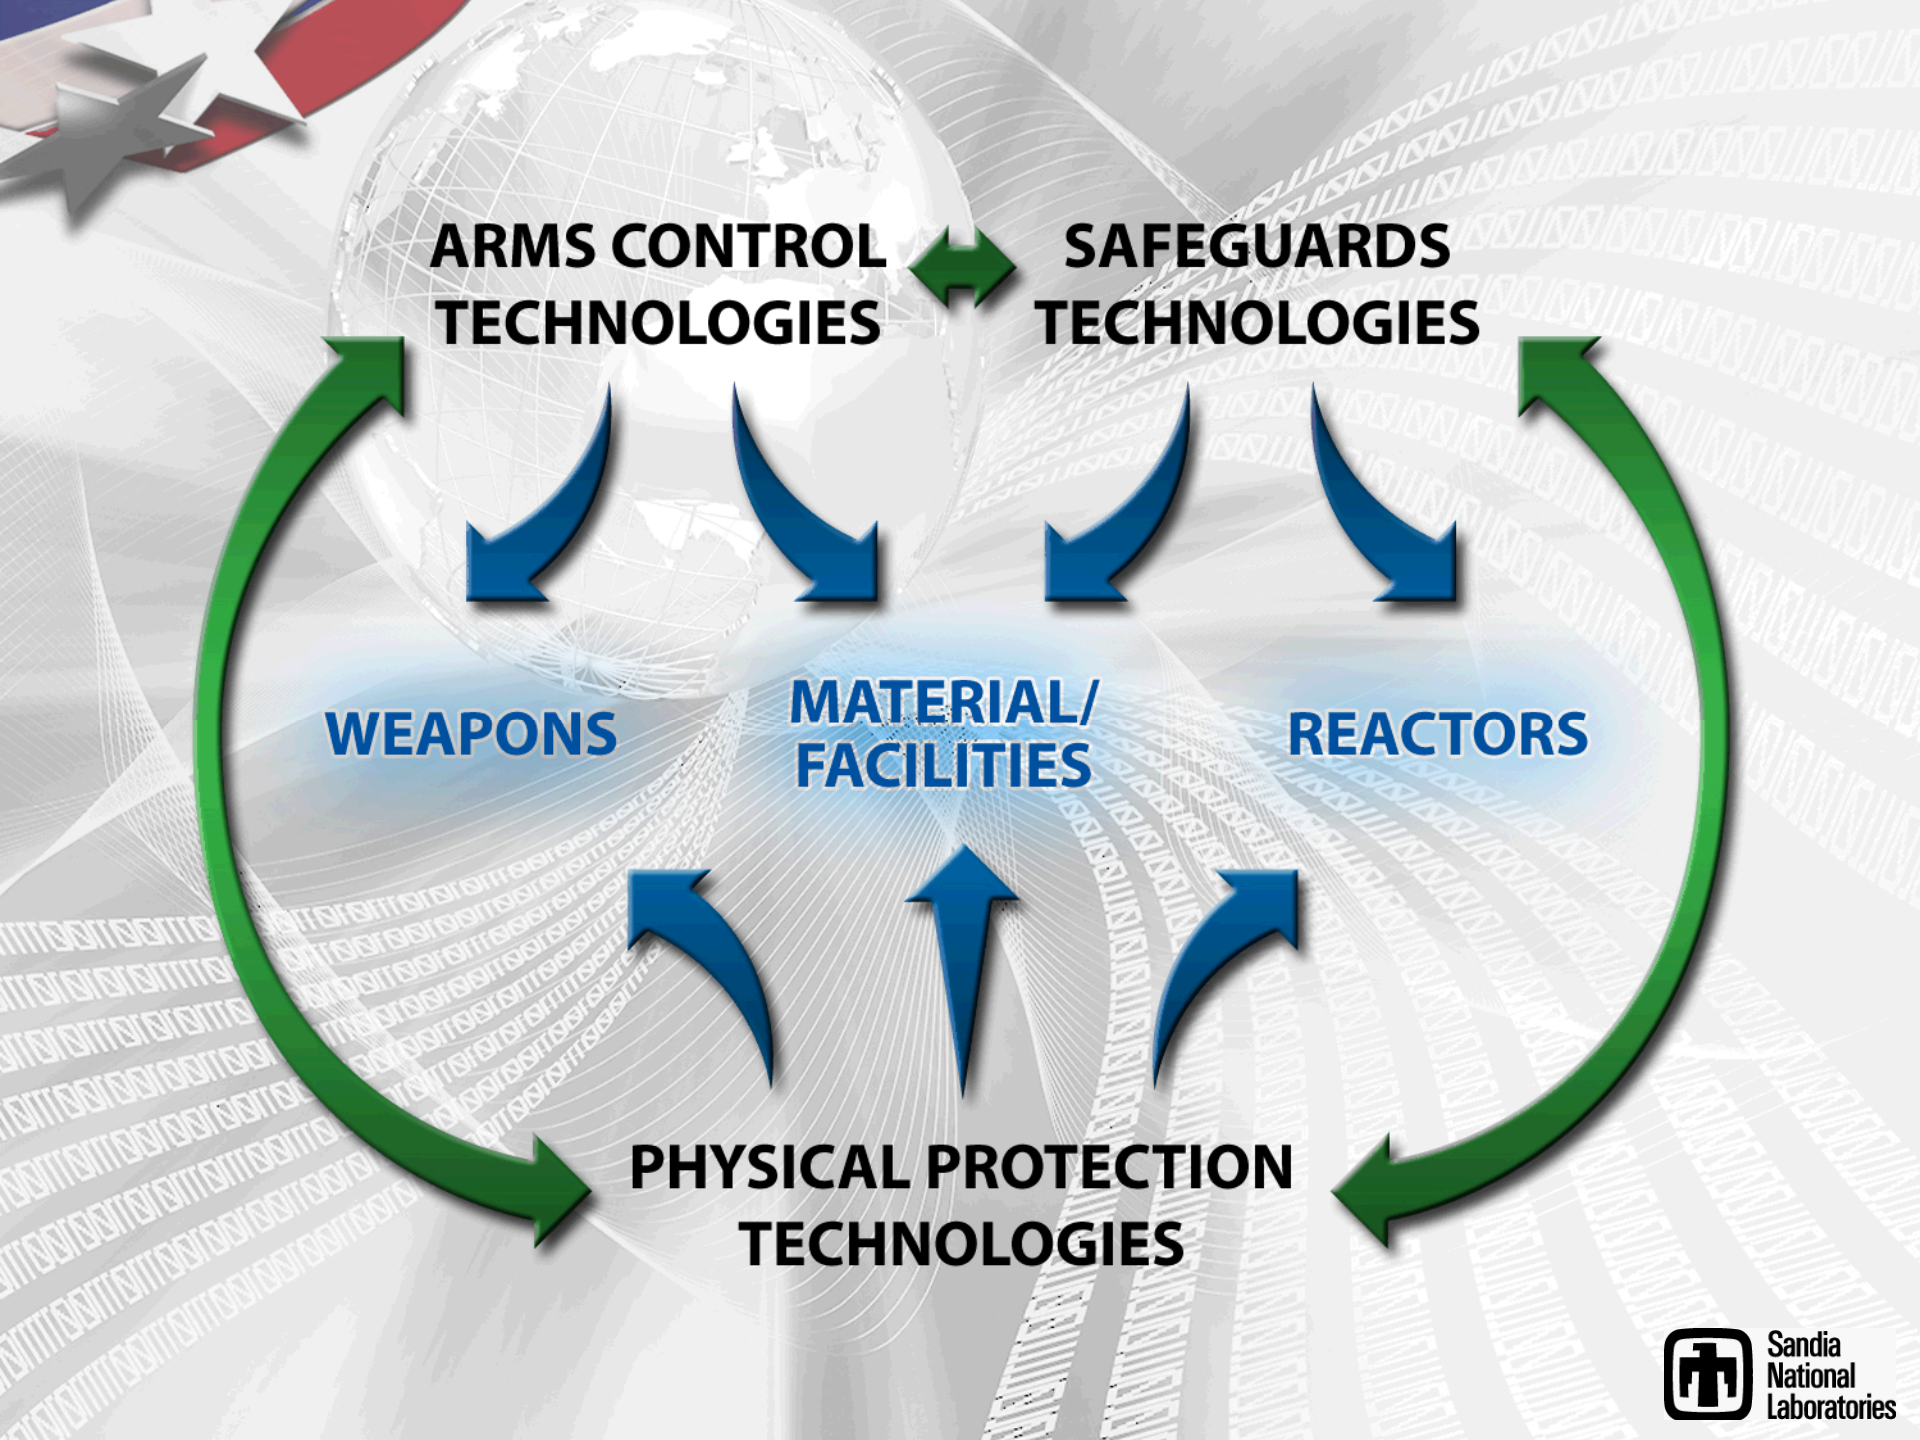 ARMS CONTROL
TECHNOLOGIES
SAFEGUARDS
TECHNOLOGIES
WEAPONS
MATERIAL/
FACILITIES
REACTORS
PHYSICAL PROTECTION
TECHNOLOGIES
Sandia
National
Laboratories